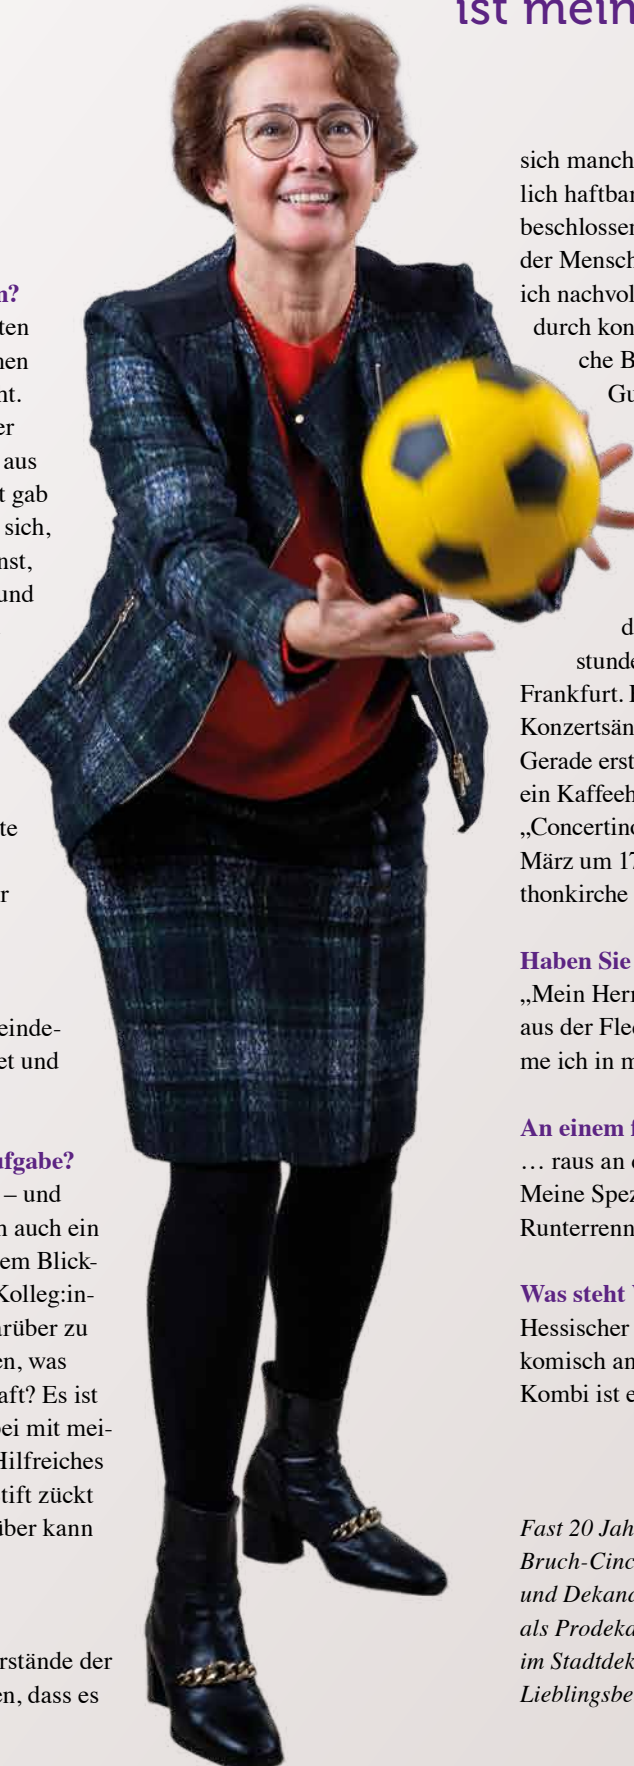 ist mein
n?
ten
nen
nt.
er
aus
t gab
sich,
nst,
und
te
r
einde-
et und
ufgabe?
– und
n auch ein
em Blick-
Kolleg:in-
arüber zu
en, was
aft? Es ist
bei mit mei-
Hilfreiches
tift zückt
über kann
rstände der
en, dass es
sich manch
lich haftbar
beschlossen
der Mensch
ich nachvol
durch kon
che B
Gu
d
stunde
Frankfurt.
Konzertsän
Gerade erst
ein Kaffeeh
„Concertino
März um 17
thonkirche
Haben Sie
„Mein Herr
aus der Flec
me ich in m
An einem f
… raus an d
Meine Spez
Runterrenn
Was steht
Hessischer
komisch an
Kombi ist e
Fast 20 Jah
Bruch-Cinc
und Dekana
als Prodeka
im Stadtdek
Lieblingsbe